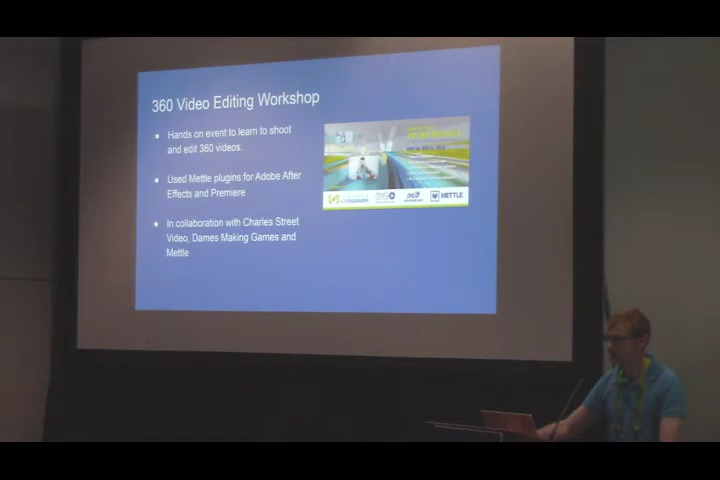 360 Video Editing Workshop
● Hands on event to learn to shoot
and edit 360 videos.
● Used Mettle plugins for Adobe After
Effects and Premiere
● In collaboration with Charles Street
Video, Dames Making Games and
Mettle
METTLE